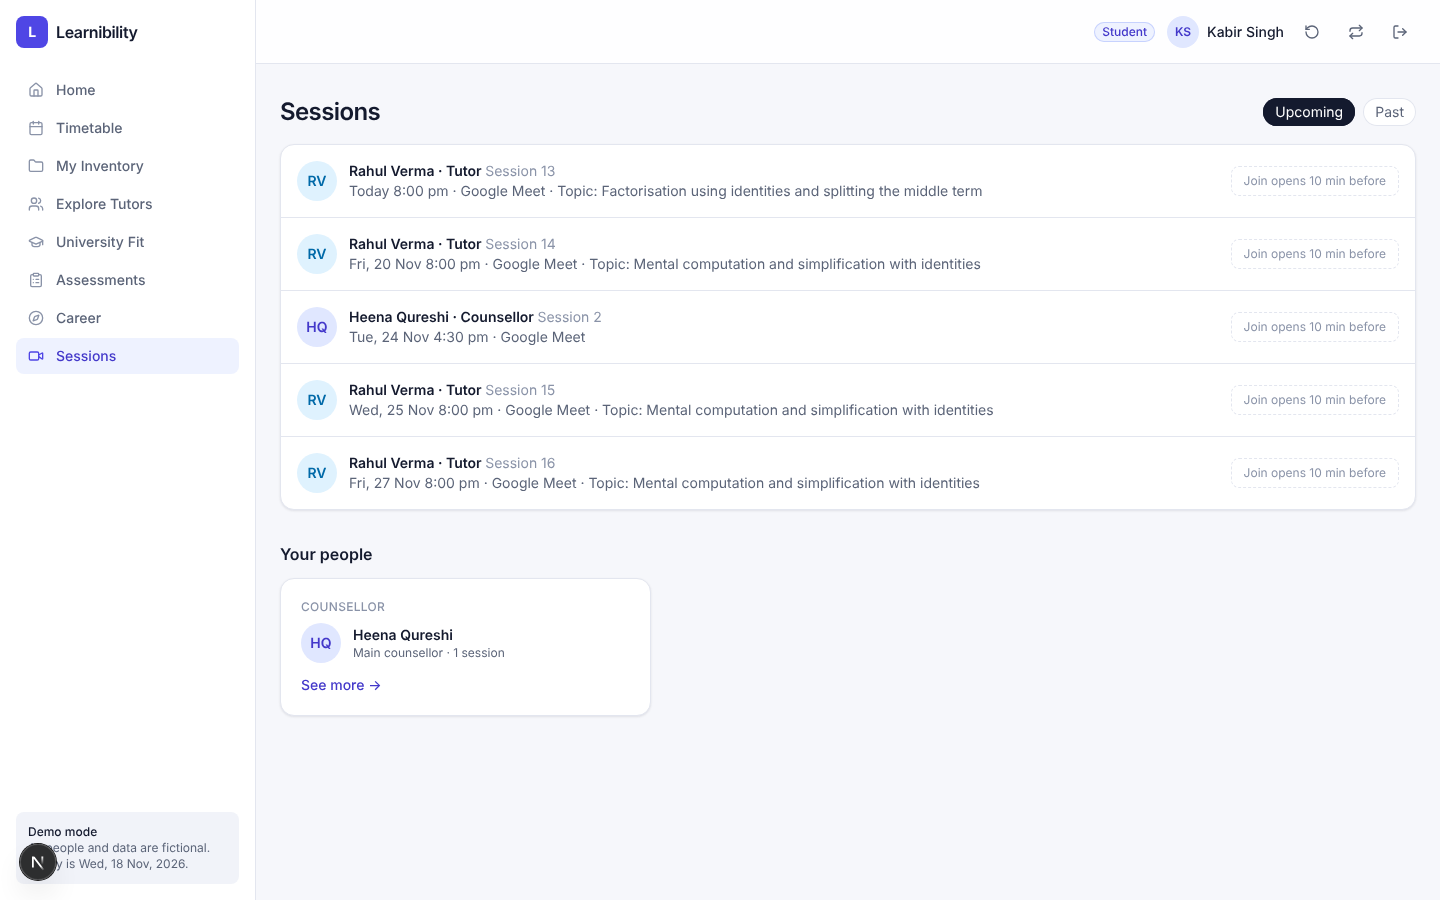 L Learnibility
Home
Timetable
My Inventory
Explore Tutors
University Fit
Assessments
Career
Sessions
Demo mode
people and data are fictional.
is Wed, 18 Nov, 2026.
N
Student KS Kabir Singh
Sessions
Upcoming Past
RV Rahul Verma · Tutor Session 13
Today 8:00 pm · Google Meet · Topic: Factorisation using identities and splitting the middle term
Join opens 10 min before
RV Rahul Verma · Tutor Session 14
Fri, 20 Nov 8:00 pm · Google Meet · Topic: Mental computation and simplification with identities
Join opens 10 min before
HQ Heena Qureshi · Counsellor Session 2
Tue, 24 Nov 4:30 pm · Google Meet
Join opens 10 min before
RV Rahul Verma · Tutor Session 15
Wed, 25 Nov 8:00 pm · Google Meet · Topic: Mental computation and simplification with identities
Join opens 10 min before
RV Rahul Verma · Tutor Session 16
Fri, 27 Nov 8:00 pm · Google Meet · Topic: Mental computation and simplification with identities
Join opens 10 min before
Your people
COUNSELLOR
HQ Heena Qureshi
Main counsellor · 1 session
See more →